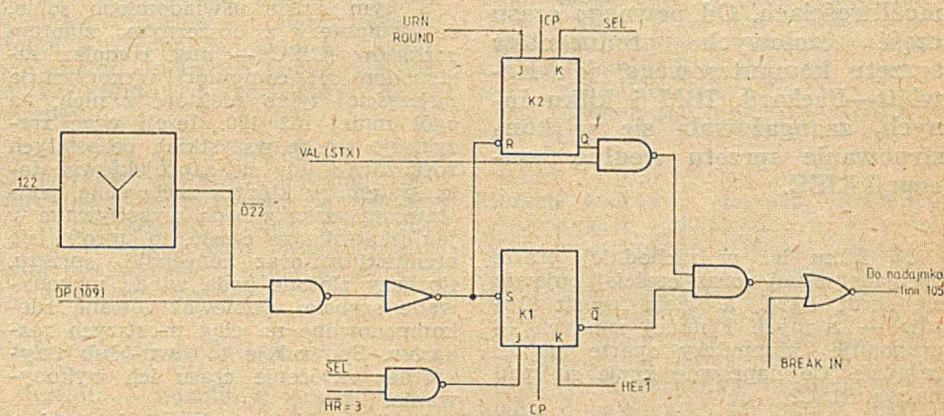 URN
ROUND
CP
SEL
J
K
K2
R
Q
VAL (STX)
122
O22
DP(109)
S
K1
Q
J
K
SEL
HR = 3
CP
HE=1
BREAK IN
Do nadajnika
linii 105